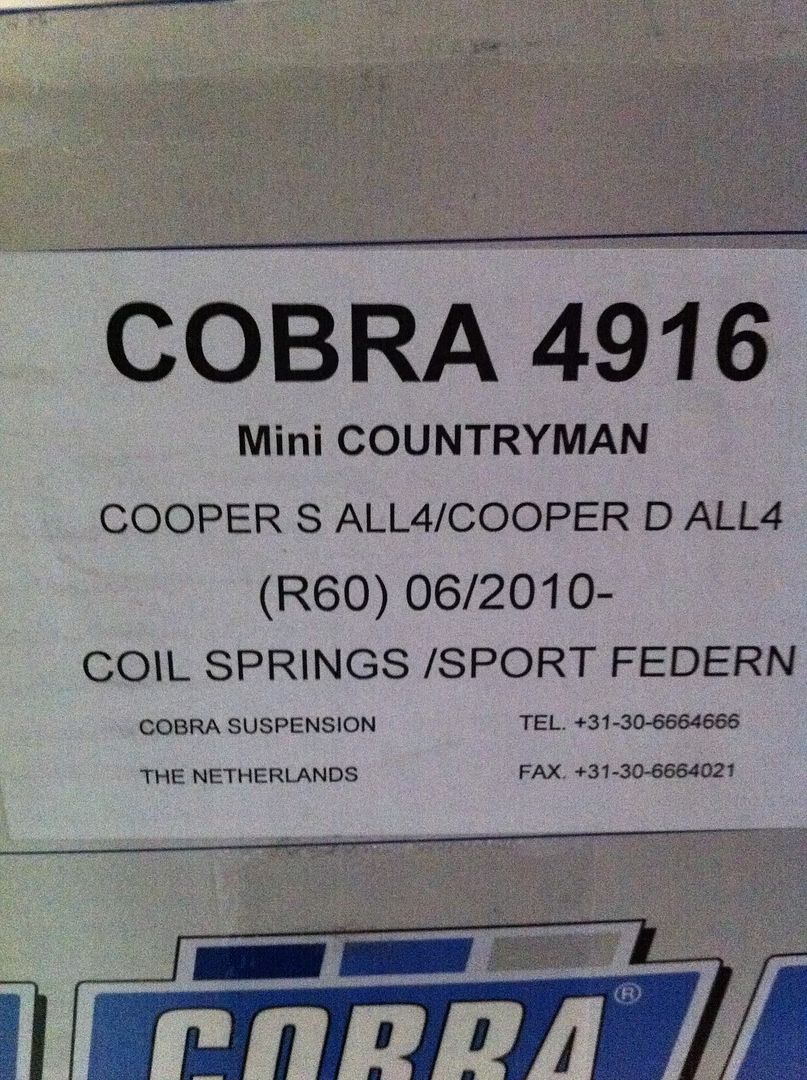 COBRA 4916
Mini COUNTRYMAN
COOPER S ALL4/COOPER D ALL4
(R60) 06/2010-
COIL SPRINGS /SPORT FEDERN
COBRA SUSPENSION TEL. +31-30-6664666
THE NETHERLANDS FAX. +31-30-6664021
COBRA®